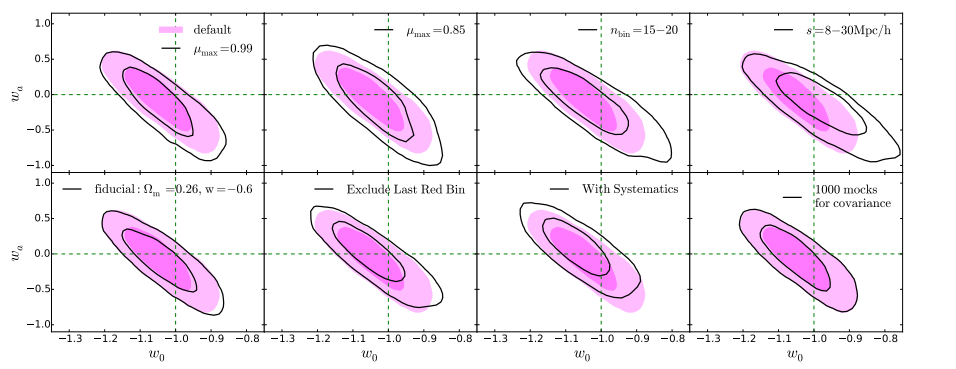 default
μmax=0.99
μmax=0.85
nbin=15−20
s=8−30Mpc/h
1.0
0.5
0.0
−0.5
−1.0
wa
fiducial: Ωm=0.26, w=−0.6
Exclude Last Red Bin
With Systematics
1000 mocks
for covariance
1.0
0.5
0.0
−0.5
−1.0
wa
−1.3 −1.2 −1.1 −1.0 −0.9 −0.8 −1.3 −1.2 −1.1 −1.0 −0.9 −0.8 −1.3 −1.2 −1.1 −1.0 −0.9 −0.8 −1.3 −1.2 −1.1 −1.0 −0.9 −0.8
w0 w0 w0 w0